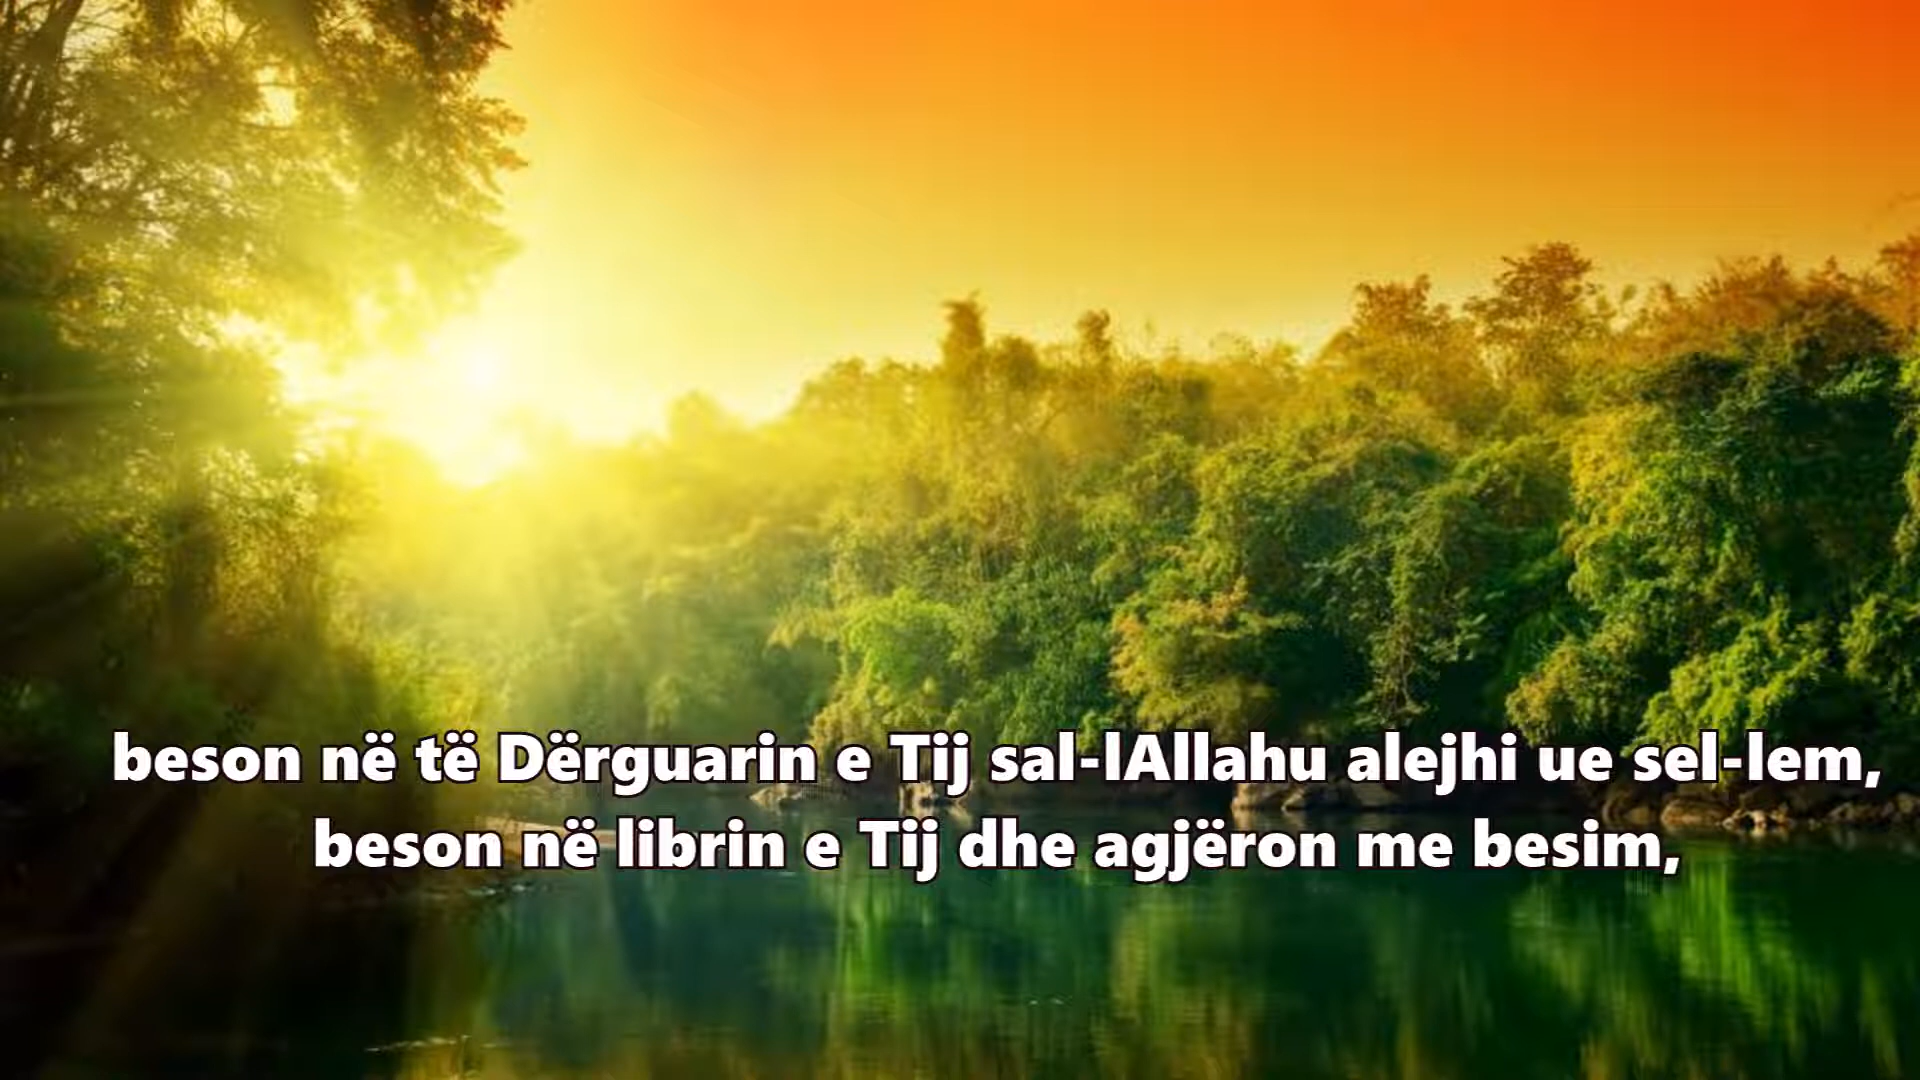 beson në të Dërguarin e Tij sal-lAllahu alejhi ue sel-lem,
beson në librin e Tij dhe agjëron me besim,